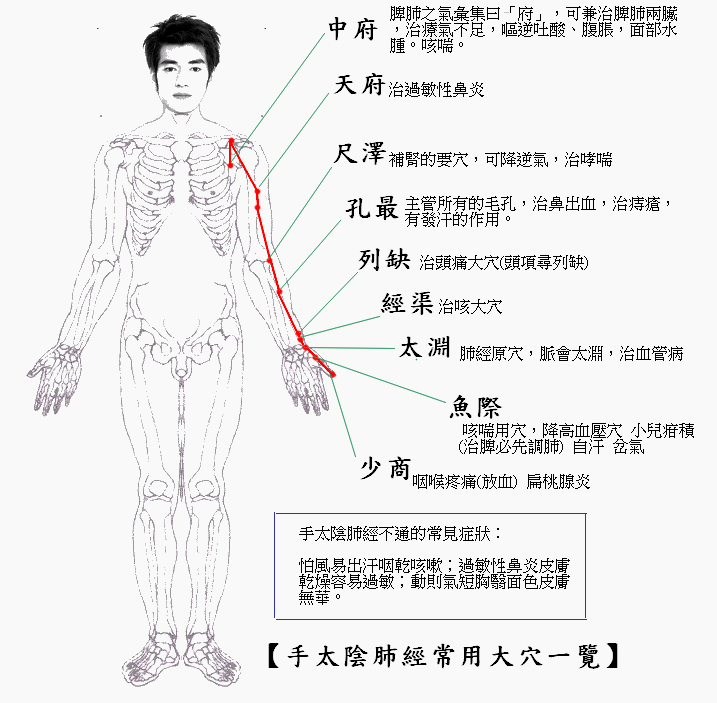 中府
脾肺之氣彙集曰「府」，可兼治脾肺兩臟
，治療氣不足，嘔逆吐酸、腹脹，面部水
腫。咳喘。
天府 治過敏性鼻炎
尺澤 補腎的要穴，可降逆氣，治哮喘
孔最 主管所有的毛孔，治鼻出血，治痔瘡，
有發汗的作用。
列缺 治頭痛大穴(頭項尋列缺)
經渠 治咳大穴
太淵 肺經原穴，脈會太淵，治血管病
魚際
咳喘用穴，降高血壓穴 小兒疳積
(治脾必先調肺) 自汗 岔氣
少商 咽喉疼痛(放血) 扁桃腺炎
手太陰肺經不通的常見症狀：
怕風易出汗咽乾咳嗽；過敏性鼻炎皮膚
乾燥容易過敏；動則氣短胸翳面色皮膚
無華。
【手太陰肺經常用大穴一覽】